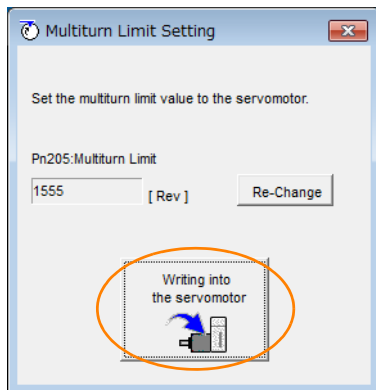 Multiturn Limit Setting
Set the multiturn limit value to the servomotor.
Pn205:Multiturn Limit
1555 [ Rev ] Re-Change
Writing into
the servomotor